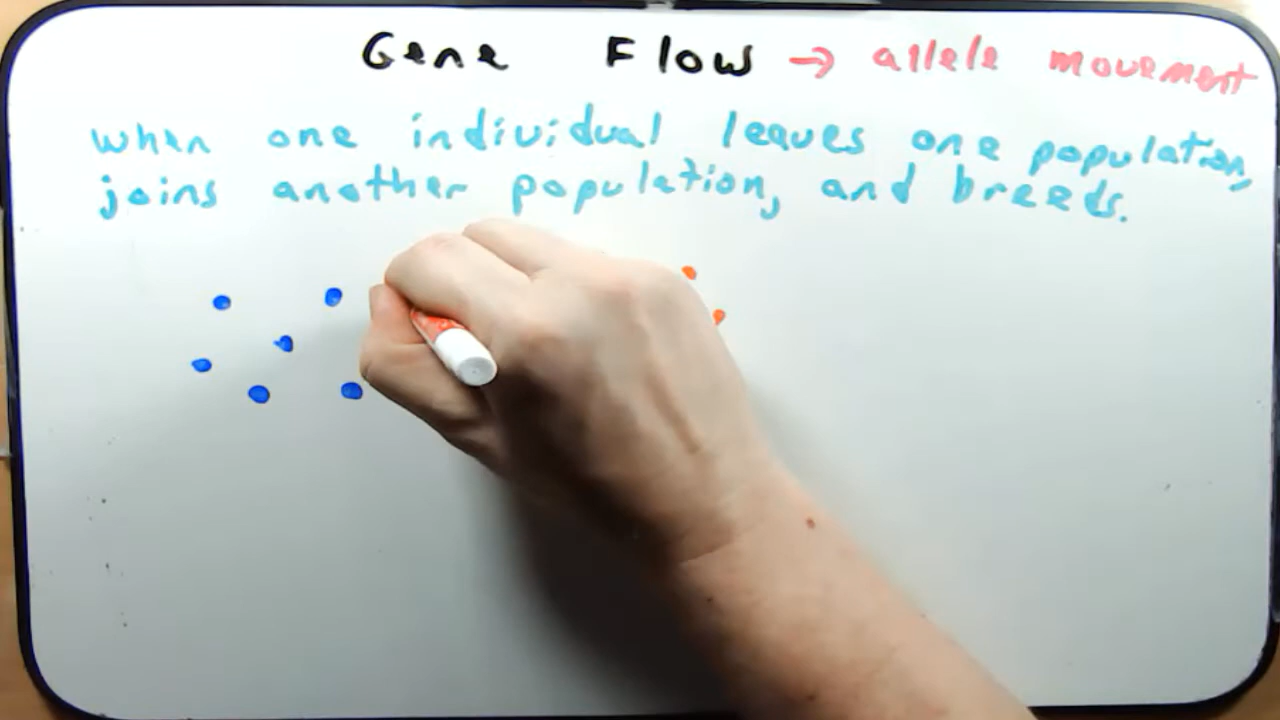 Gene Flow → allele movement
when one individual leaves one population,
joins another population, and breeds.